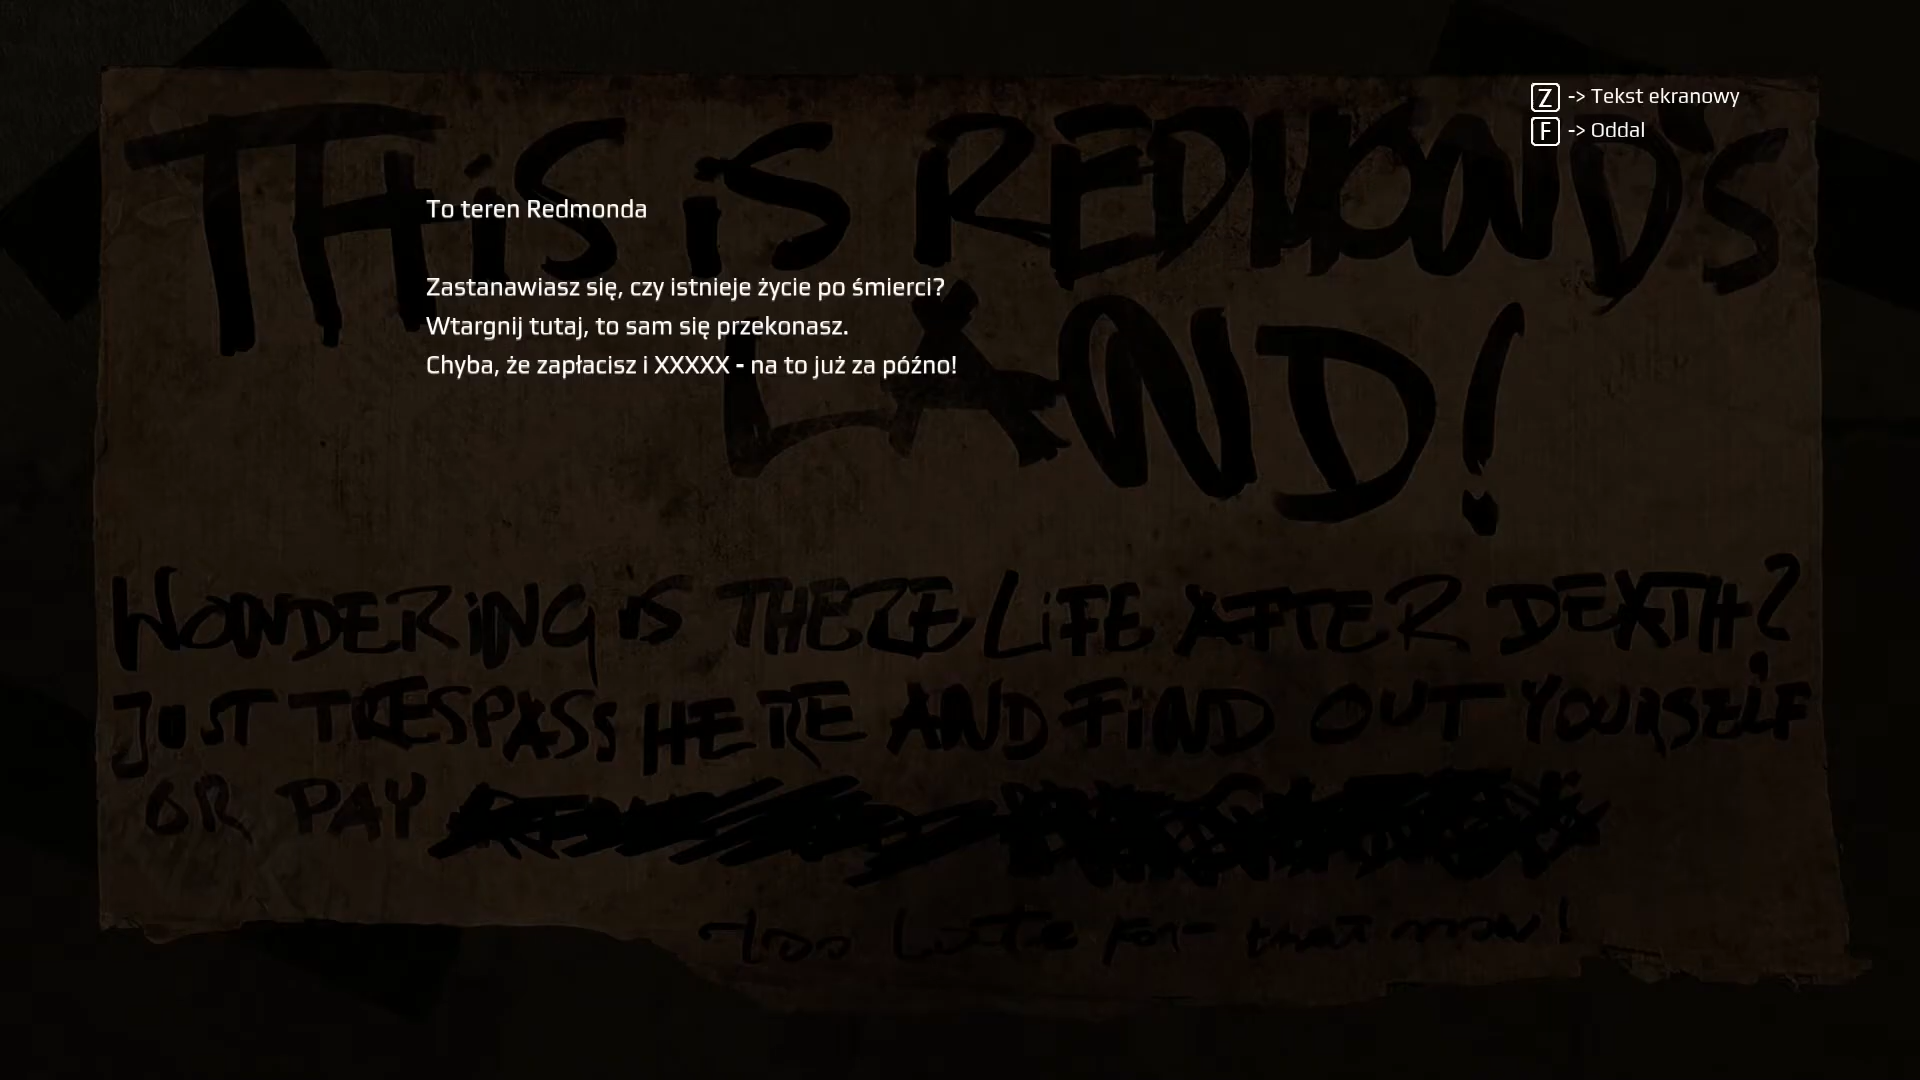 Z -> Tekst ekranowy
F -> Oddal
To teren Redmonda
Zastanawiasz się, czy istnieje życie po śmierci?
Wtargnij tutaj, to sam się przekonasz.
Chyba, że zapłacisz i XXXXX - na to już za późno!
THiS iS REDMOND'S
LAND!
WONDERiNG iS THERE LiFE AFTER DEATH?
JUST TRESPASS HERE AND FiND OUT YOURSELF
OR PAY
too Late for that now!